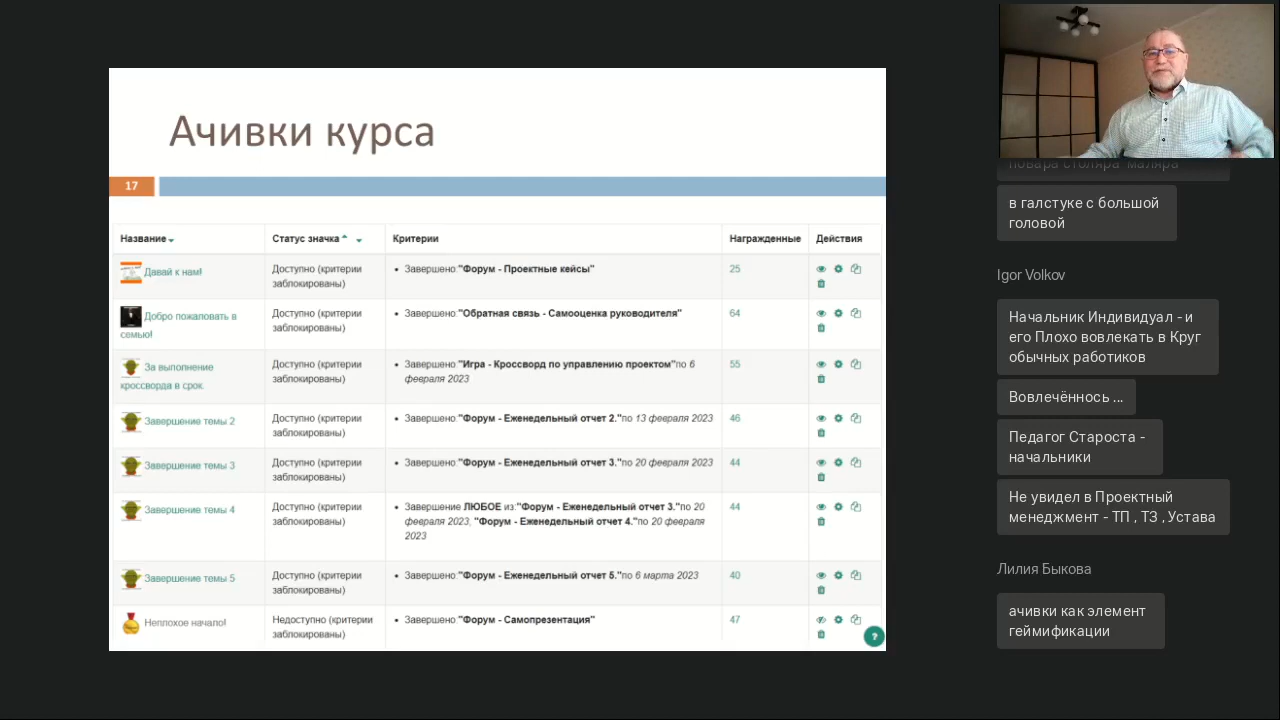 Ачивки курса
17
Название
Статус значка
Критерии
Награжденные
Действия
Давай к нам!
Доступно (критерии
заблокированы)
Завершено:"Форум - Проектные кейсы"
25
Добро пожаловать в
семью!
Доступно (критерии
заблокированы)
Завершено:"Обратная связь - Самооценка руководителя"
64
За выполнение
кроссворда в срок.
Доступно (критерии
заблокированы)
Завершено:"Игра - Кроссворд по управлению проектом"по 6
февраля 2023
55
Завершение темы 2
Доступно (критерии
заблокированы)
Завершено:"Форум - Еженедельный отчет 2."по 13 февраля 2023
46
Завершение темы 3
Доступно (критерии
заблокированы)
Завершено:"Форум - Еженедельный отчет 3."по 20 февраля 2023
44
Завершение темы 4
Доступно (критерии
заблокированы)
Завершение ЛЮБОЕ из:"Форум - Еженедельный отчет 3."по 20
февраля 2023, "Форум - Еженедельный отчет 4."по 20 февраля
2023
44
Завершение темы 5
Доступно (критерии
заблокированы)
Завершено:"Форум - Еженедельный отчет 5."по 6 марта 2023
40
Неплохое начало!
Недоступно (критерии
заблокированы)
Завершено:"Форум - Самопрезентация"
47
?
повара столяра маляра
в галстуке с большой
головой
Igor Volkov
Начальник Индивидуал - и
его Плохо вовлекать в Круг
обычных работиков
Вовлечённось ...
Педагог Староста -
начальники
Не увидел в Проектный
менеджмент - ТП , ТЗ , Устава
Лилия Быкова
ачивки как элемент
геймификации